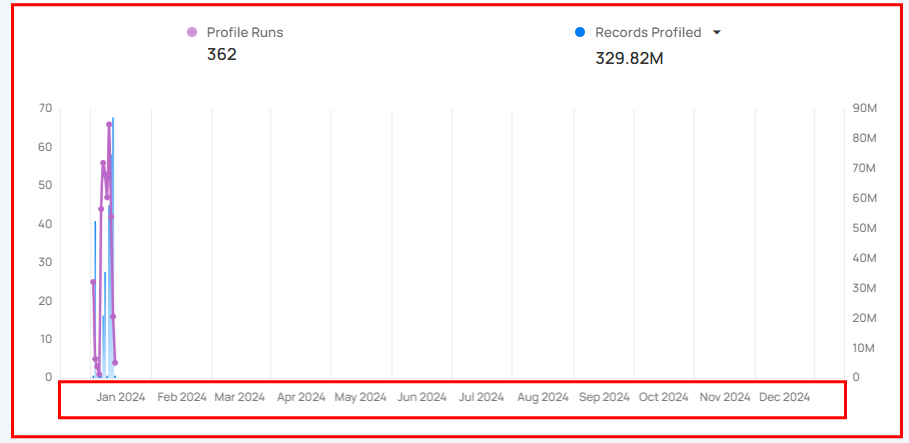 Profile Runs Records Profiled
362 329.82M
70 90M
60 80M
50 70M
40 60M
30 50M
20 40M
10 30M
0 20M
10M
0
Jan 2024 Feb 2024 Mar 2024 Apr 2024 May 2024 Jun 2024 Jul 2024 Aug 2024 Sep 2024 Oct 2024 Nov 2024 Dec 2024